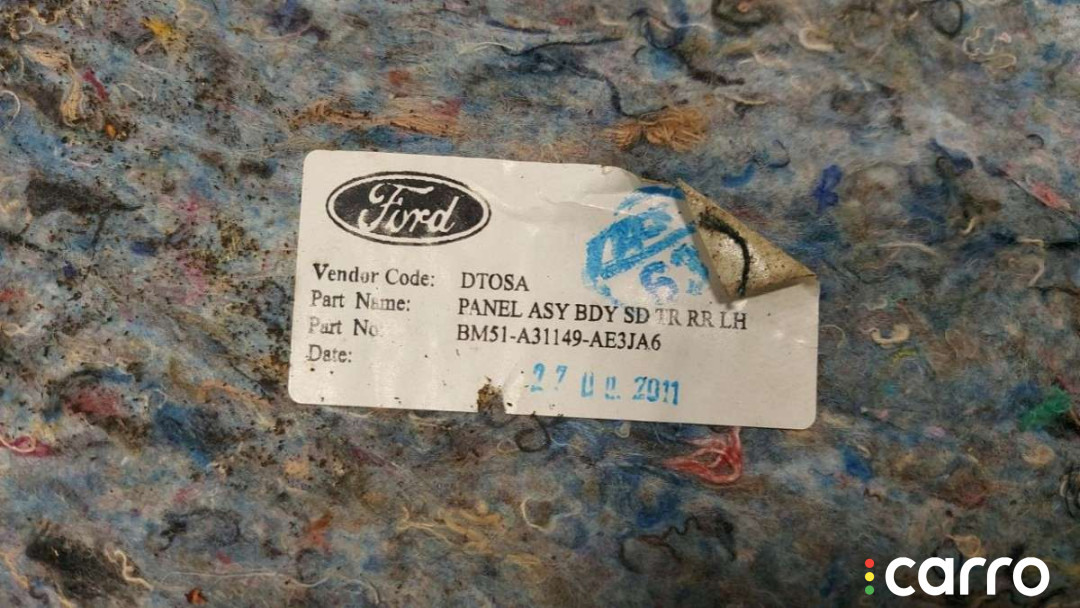 Ford
Vendor Code: DTOSA
Part Name: PANEL ASY BDY SD TR RR LH
Part No: BM51-A31149-AE3JA6
Date: 27 2011
carro